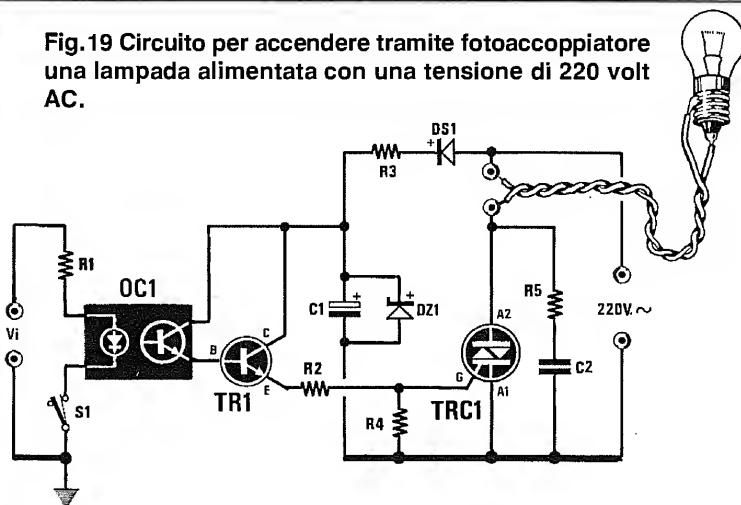 Fig.19 Circuito per accendere tramite fotoaccoppiatore
una lampada alimentata con una tensione di 220 volt
AC.
DS1
+
R3
R1
OC1
Vi
S1
B
C
E
TR1
R2
C1
+
+
DZ1
R4
G
A2
A1
TRC1
R5
C2
220V. ~